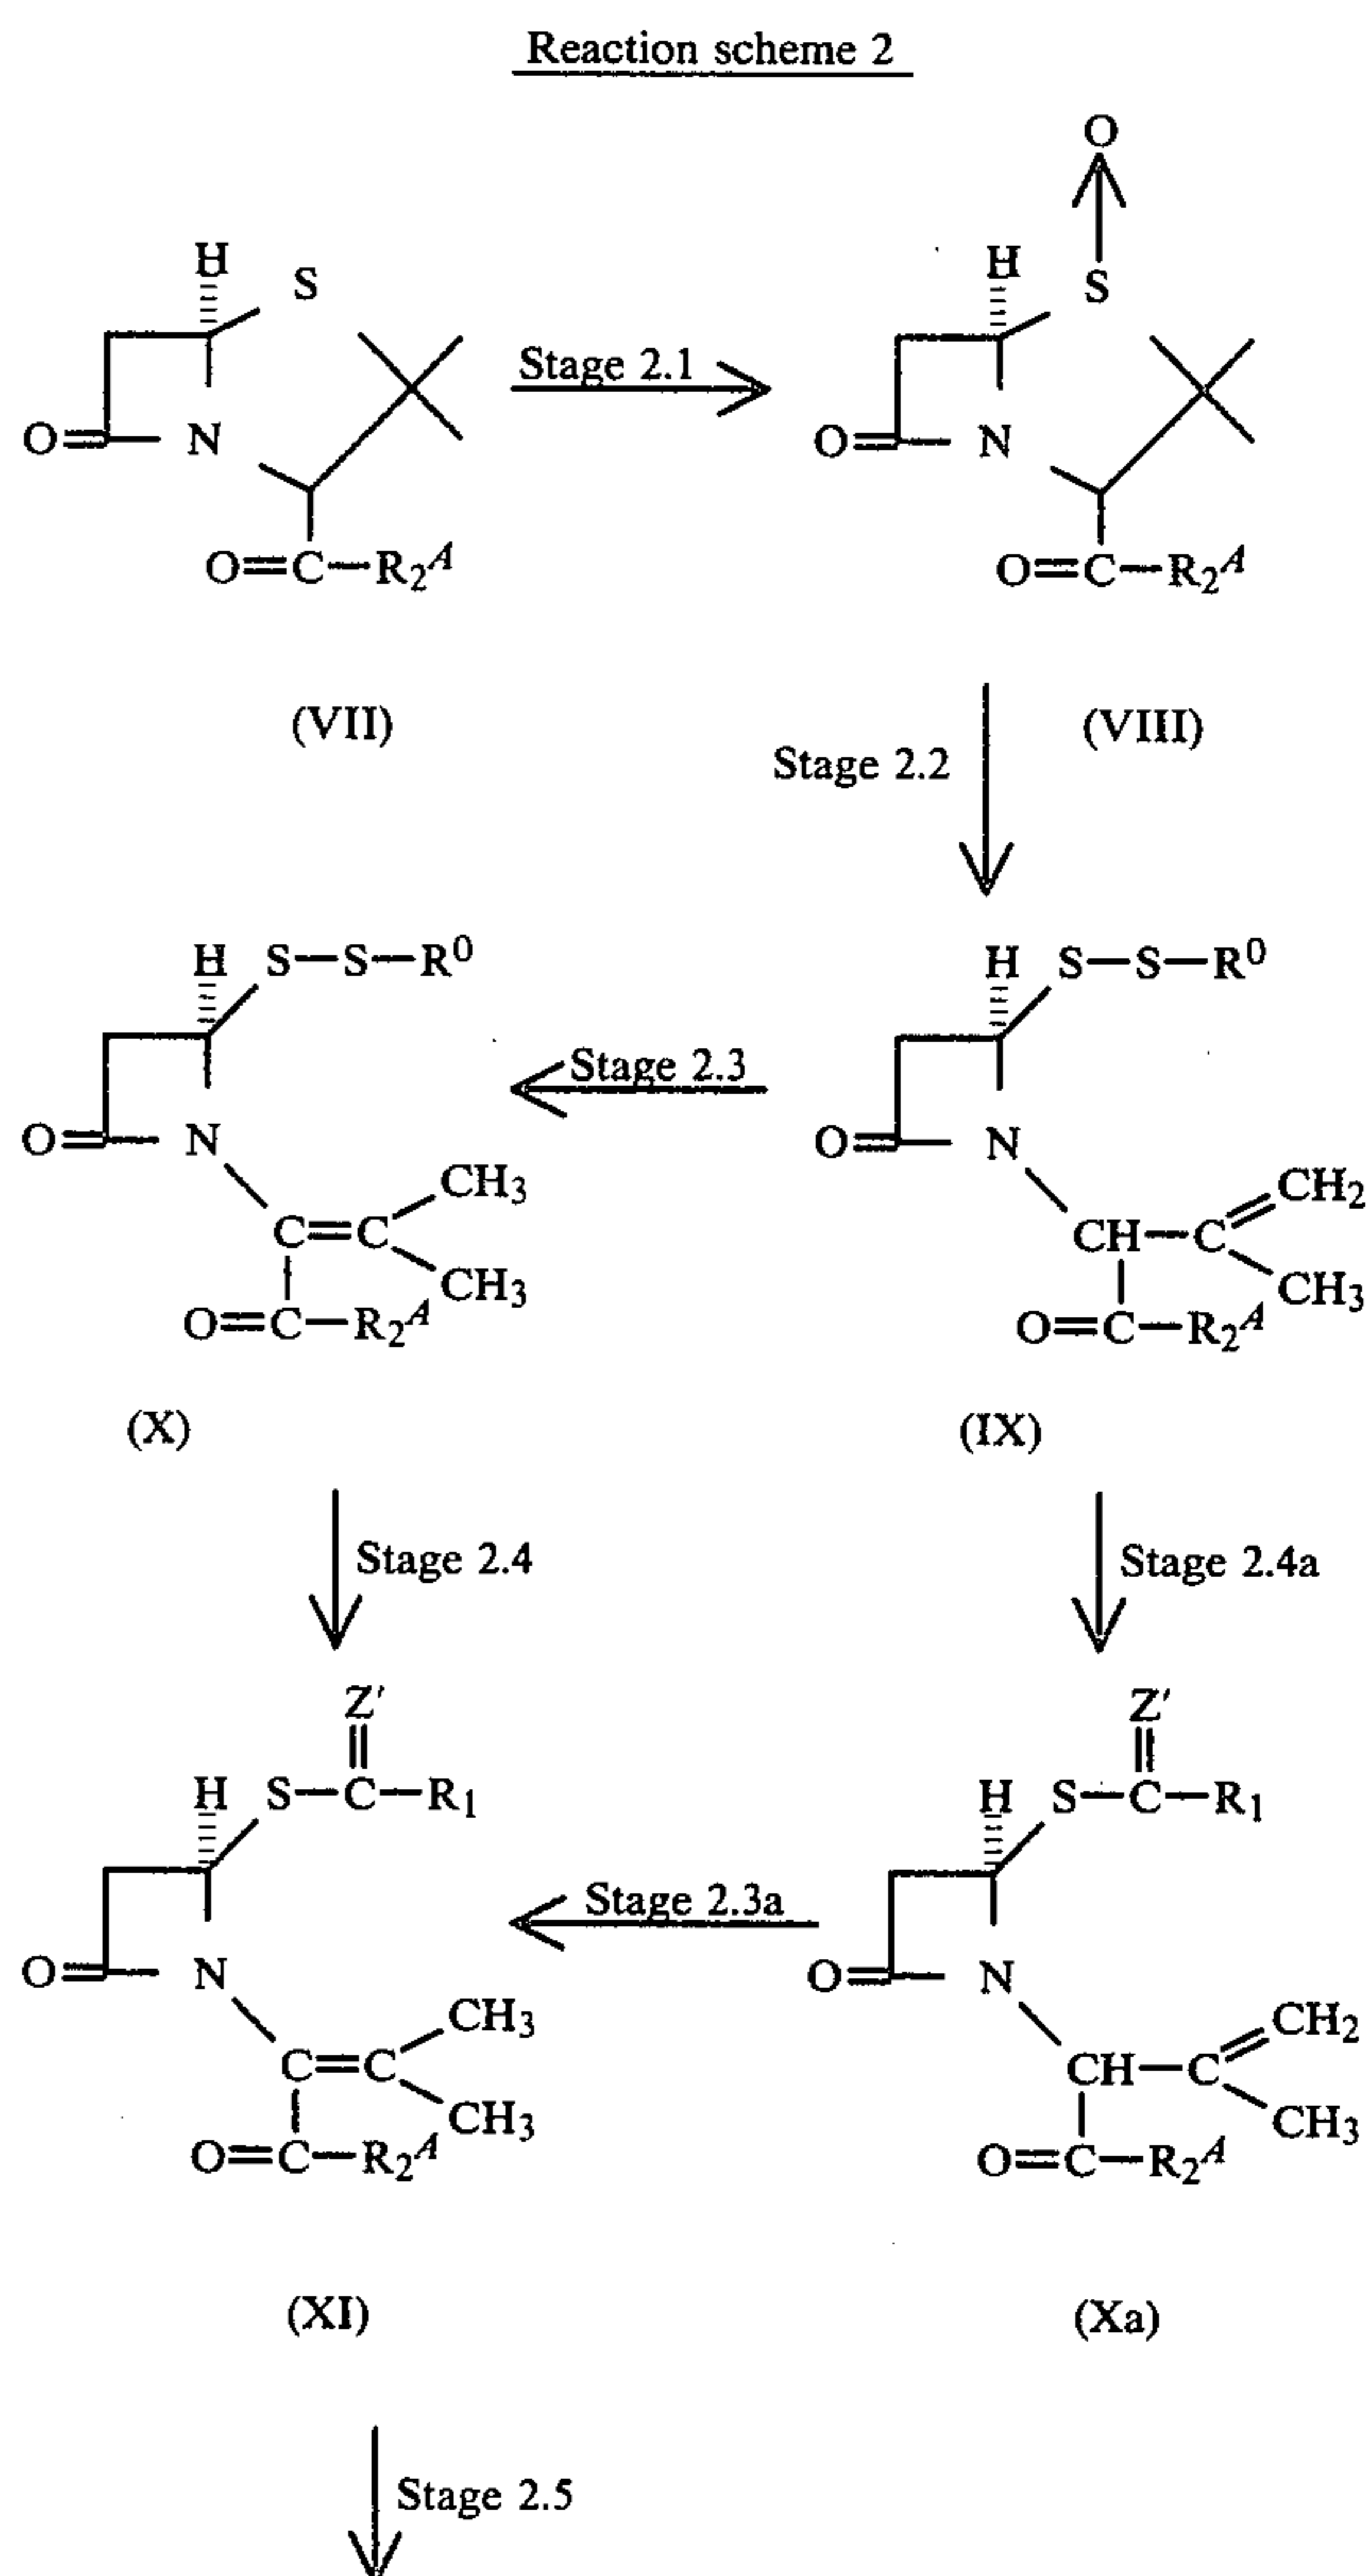 Reaction scheme 2
O
H S
H S
Stage 2.1
O=N
O=N
O=C—R₂ᴬ
O=C—R₂ᴬ
(VII)
(VIII)
Stage 2.2
H S—S—R⁰
H S—S—R⁰
Stage 2.3
O= N
O= N
CH₃
CH₂
C=C
CH—C
CH₃
CH₃
O=C—R₂ᴬ
O=C—R₂ᴬ
(X)
(IX)
Stage 2.4
Stage 2.4a
Z′
Z′
H S—C—R₁
H S—C—R₁
Stage 2.3a
O= N
O= N
CH₃
CH₂
C=C
CH—C
CH₃
CH₃
O=C—R₂ᴬ
O=C—R₂ᴬ
(XI)
(Xa)
Stage 2.5